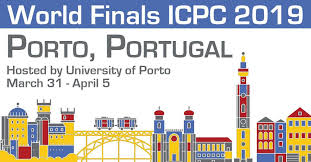 World Finals ICPC 2019
PORTO, PORTUGAL
Hosted by University of Porto
March 31 - April 5